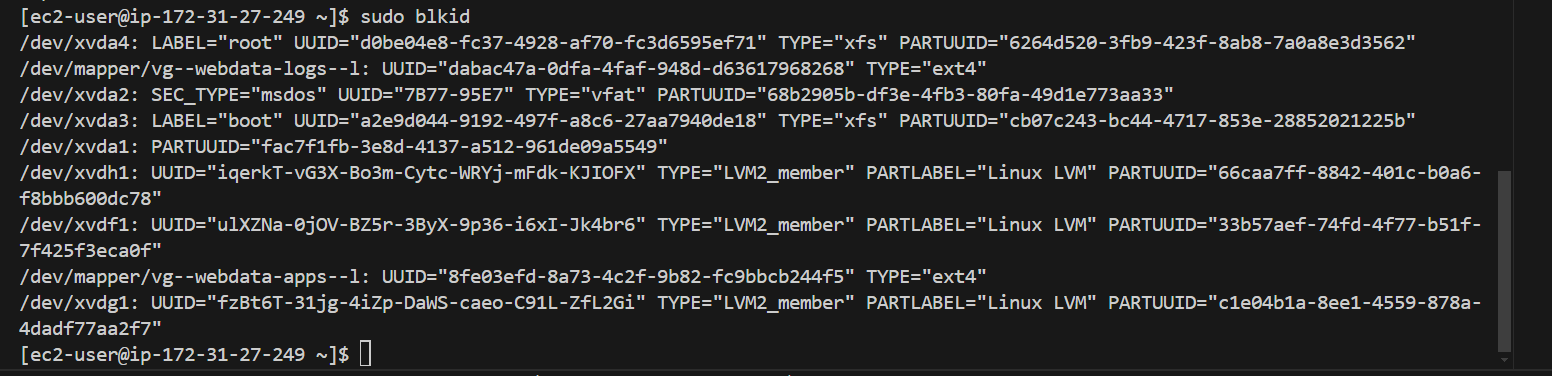 [ec2-user@ip-172-31-27-249 ~]$ sudo blkid
/dev/xvda4: LABEL="root" UUID="d0be04e8-fc37-4928-af70-fc3d6595ef71" TYPE="xfs" PARTUUID="6264d520-3fb9-423f-8ab8-7a0a8e3d3562"
/dev/mapper/vg--webdata-logs--l: UUID="dabac47a-0dfa-4faf-948d-d63617968268" TYPE="ext4"
/dev/xvda2: SEC_TYPE="msdos" UUID="7B77-95E7" TYPE="vfat" PARTUUID="68b2905b-df3e-4fb3-80fa-49d1e773aa33"
/dev/xvda3: LABEL="boot" UUID="a2e9d044-9192-497f-a8c6-27aa7940de18" TYPE="xfs" PARTUUID="cb07c243-bc44-4717-853e-28852021225b"
/dev/xvda1: PARTUUID="fac7f1fb-3e8d-4137-a512-961de09a5549"
/dev/xvdh1: UUID="iqerkT-vG3X-Bo3m-Cytc-WRYj-mFdk-KJIOFX" TYPE="LVM2_member" PARTLABEL="Linux LVM" PARTUUID="66caa7ff-8842-401c-b0a6-
f8bbb600dc78"
/dev/xvdf1: UUID="ulXZNa-0jOV-BZ5r-3ByX-9p36-i6xI-Jk4br6" TYPE="LVM2_member" PARTLABEL="Linux LVM" PARTUUID="33b57aef-74fd-4f77-b51f-
7f425f3eca0f"
/dev/mapper/vg--webdata-apps--l: UUID="8fe03efd-8a73-4c2f-9b82-fc9bbcb244f5" TYPE="ext4"
/dev/xvdg1: UUID="fzBt6T-31jg-4iZp-DaWS-caeo-C91L-ZfL2Gi" TYPE="LVM2_member" PARTLABEL="Linux LVM" PARTUUID="c1e04b1a-8ee1-4559-878a-
4dadf77aa2f7"
[ec2-user@ip-172-31-27-249 ~]$